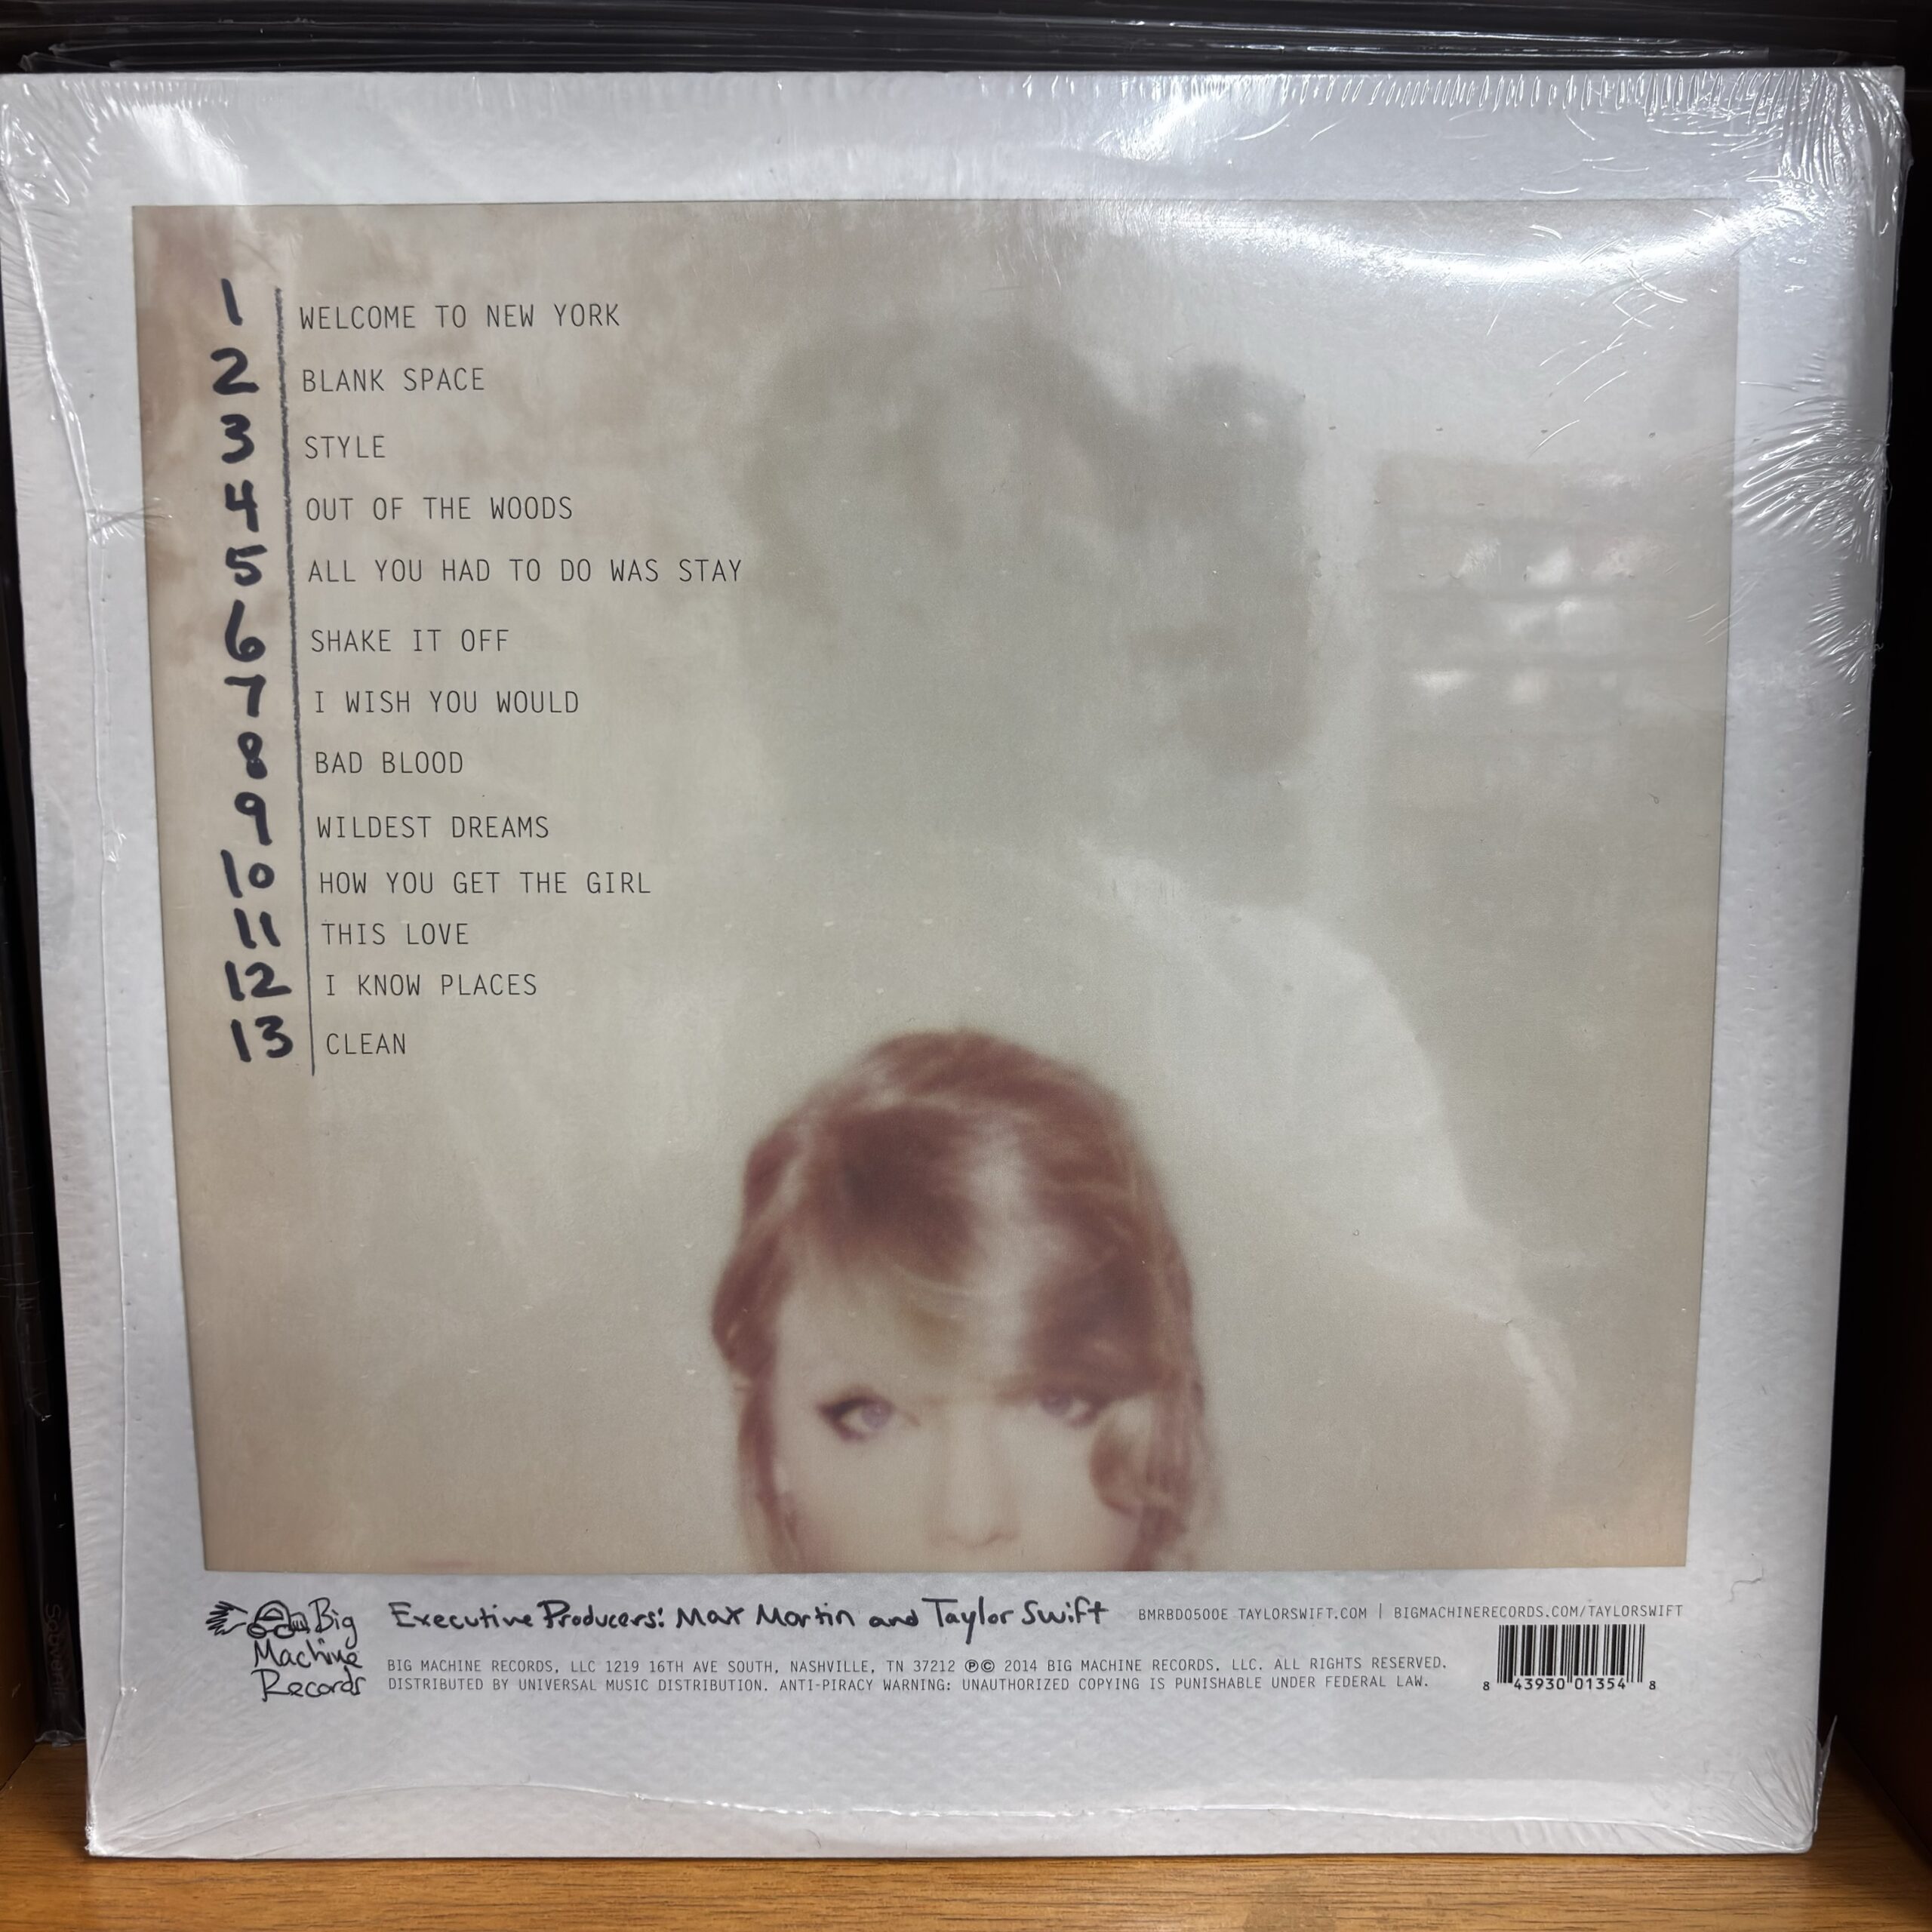 1 WELCOME TO NEW YORK
2 BLANK SPACE
3 STYLE
4 OUT OF THE WOODS
5 ALL YOU HAD TO DO WAS STAY
6 SHAKE IT OFF
7 I WISH YOU WOULD
8 BAD BLOOD
9 WILDEST DREAMS
10 HOW YOU GET THE GIRL
11 THIS LOVE
12 I KNOW PLACES
13 CLEAN
Big
Machine
Records
Executive Producers: Max Martin and Taylor Swift
BMRBD0500E TAYLORSWIFT.COM | BIGMACHINERECORDS.COM/TAYLORSWIFT
BIG MACHINE RECORDS, LLC 1219 16TH AVE SOUTH, NASHVILLE, TN 37212 ℗© 2014 BIG MACHINE RECORDS, LLC. ALL RIGHTS RESERVED.
DISTRIBUTED BY UNIVERSAL MUSIC DISTRIBUTION. ANTI-PIRACY WARNING: UNAUTHORIZED COPYING IS PUNISHABLE UNDER FEDERAL LAW.
8 43930 01354 8